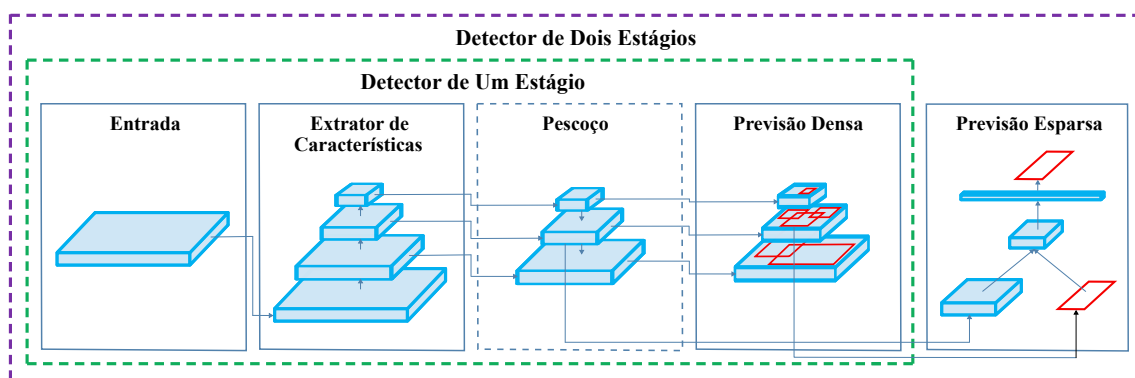 Detector de Dois Estágios
Detector de Um Estágio
Entrada
Extrator de
Características
Pescoço
Previsão Densa
Previsão Esparsa